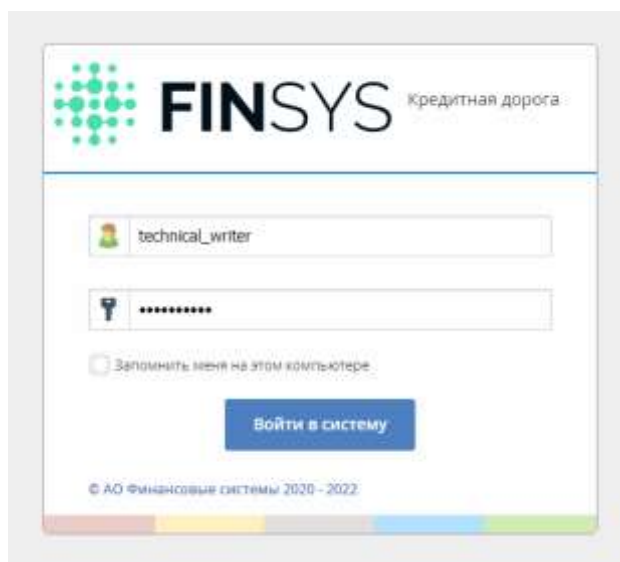 FINSYS Кредитная дорога
technical_writer
••••••••••
Запомнить меня на этом компьютере
Войти в систему
© АО Финансовые системы 2020 - 2022